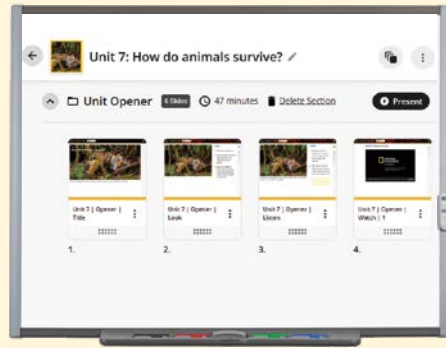 Unit 7: How do animals survive?
Unit Opener 6 Slides 47 minutes Delete Section Present
Unit 7 | Opener | Title
Unit 7 | Opener | Look
Unit 7 | Opener | Listen
Unit 7 | Opener | Watch | 1
1.
2.
3.
4.